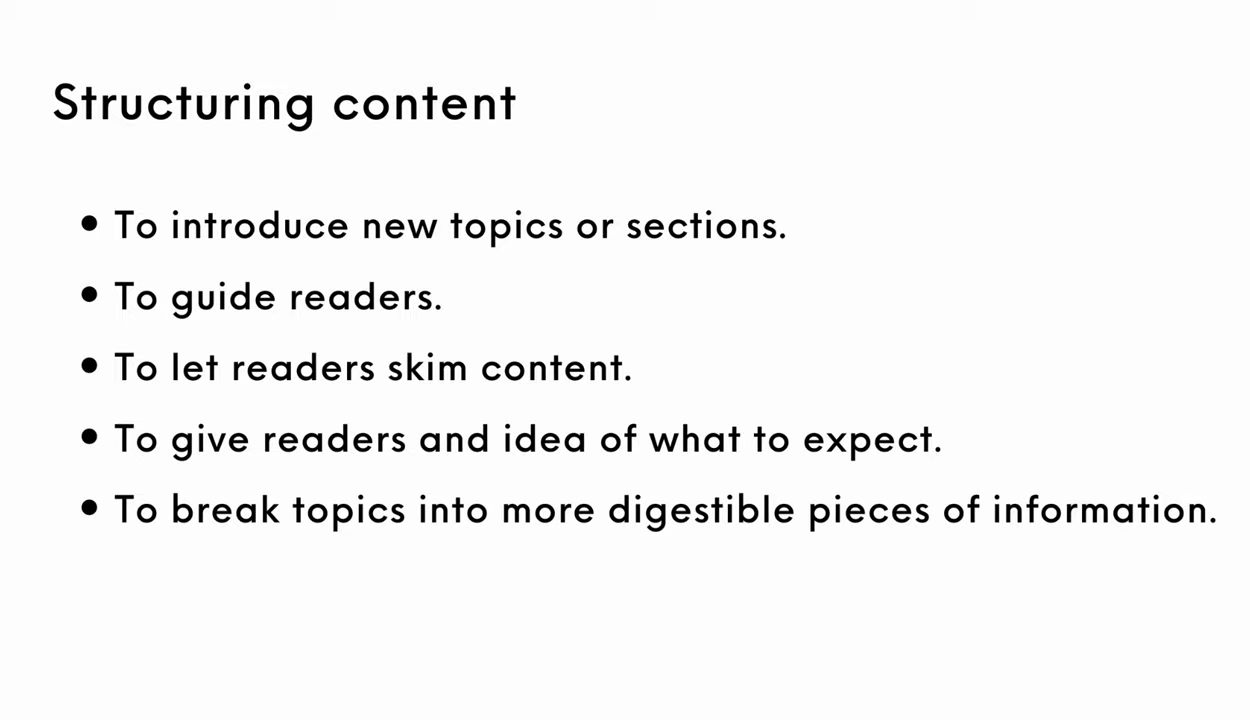 Structuring content
• To introduce new topics or sections.
• To guide readers.
• To let readers skim content.
• To give readers and idea of what to expect.
• To break topics into more digestible pieces of information.